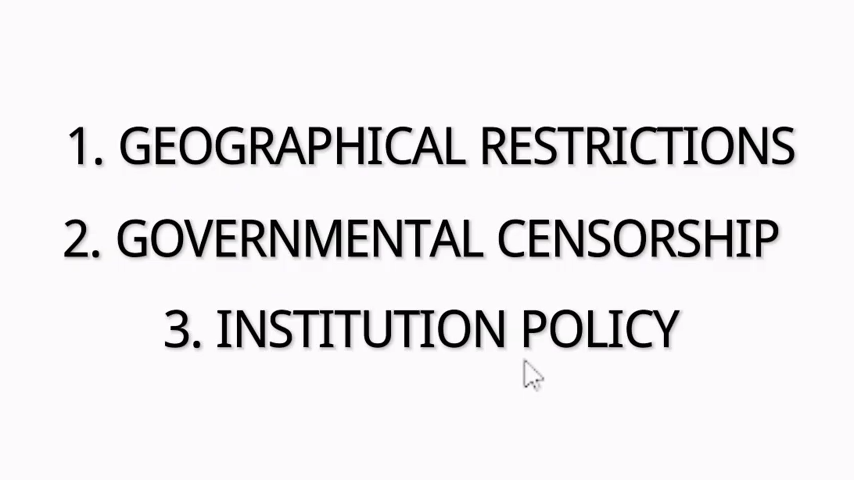 1. GEOGRAPHICAL RESTRICTIONS
2. GOVERNMENTAL CENSORSHIP
3. INSTITUTION POLICY